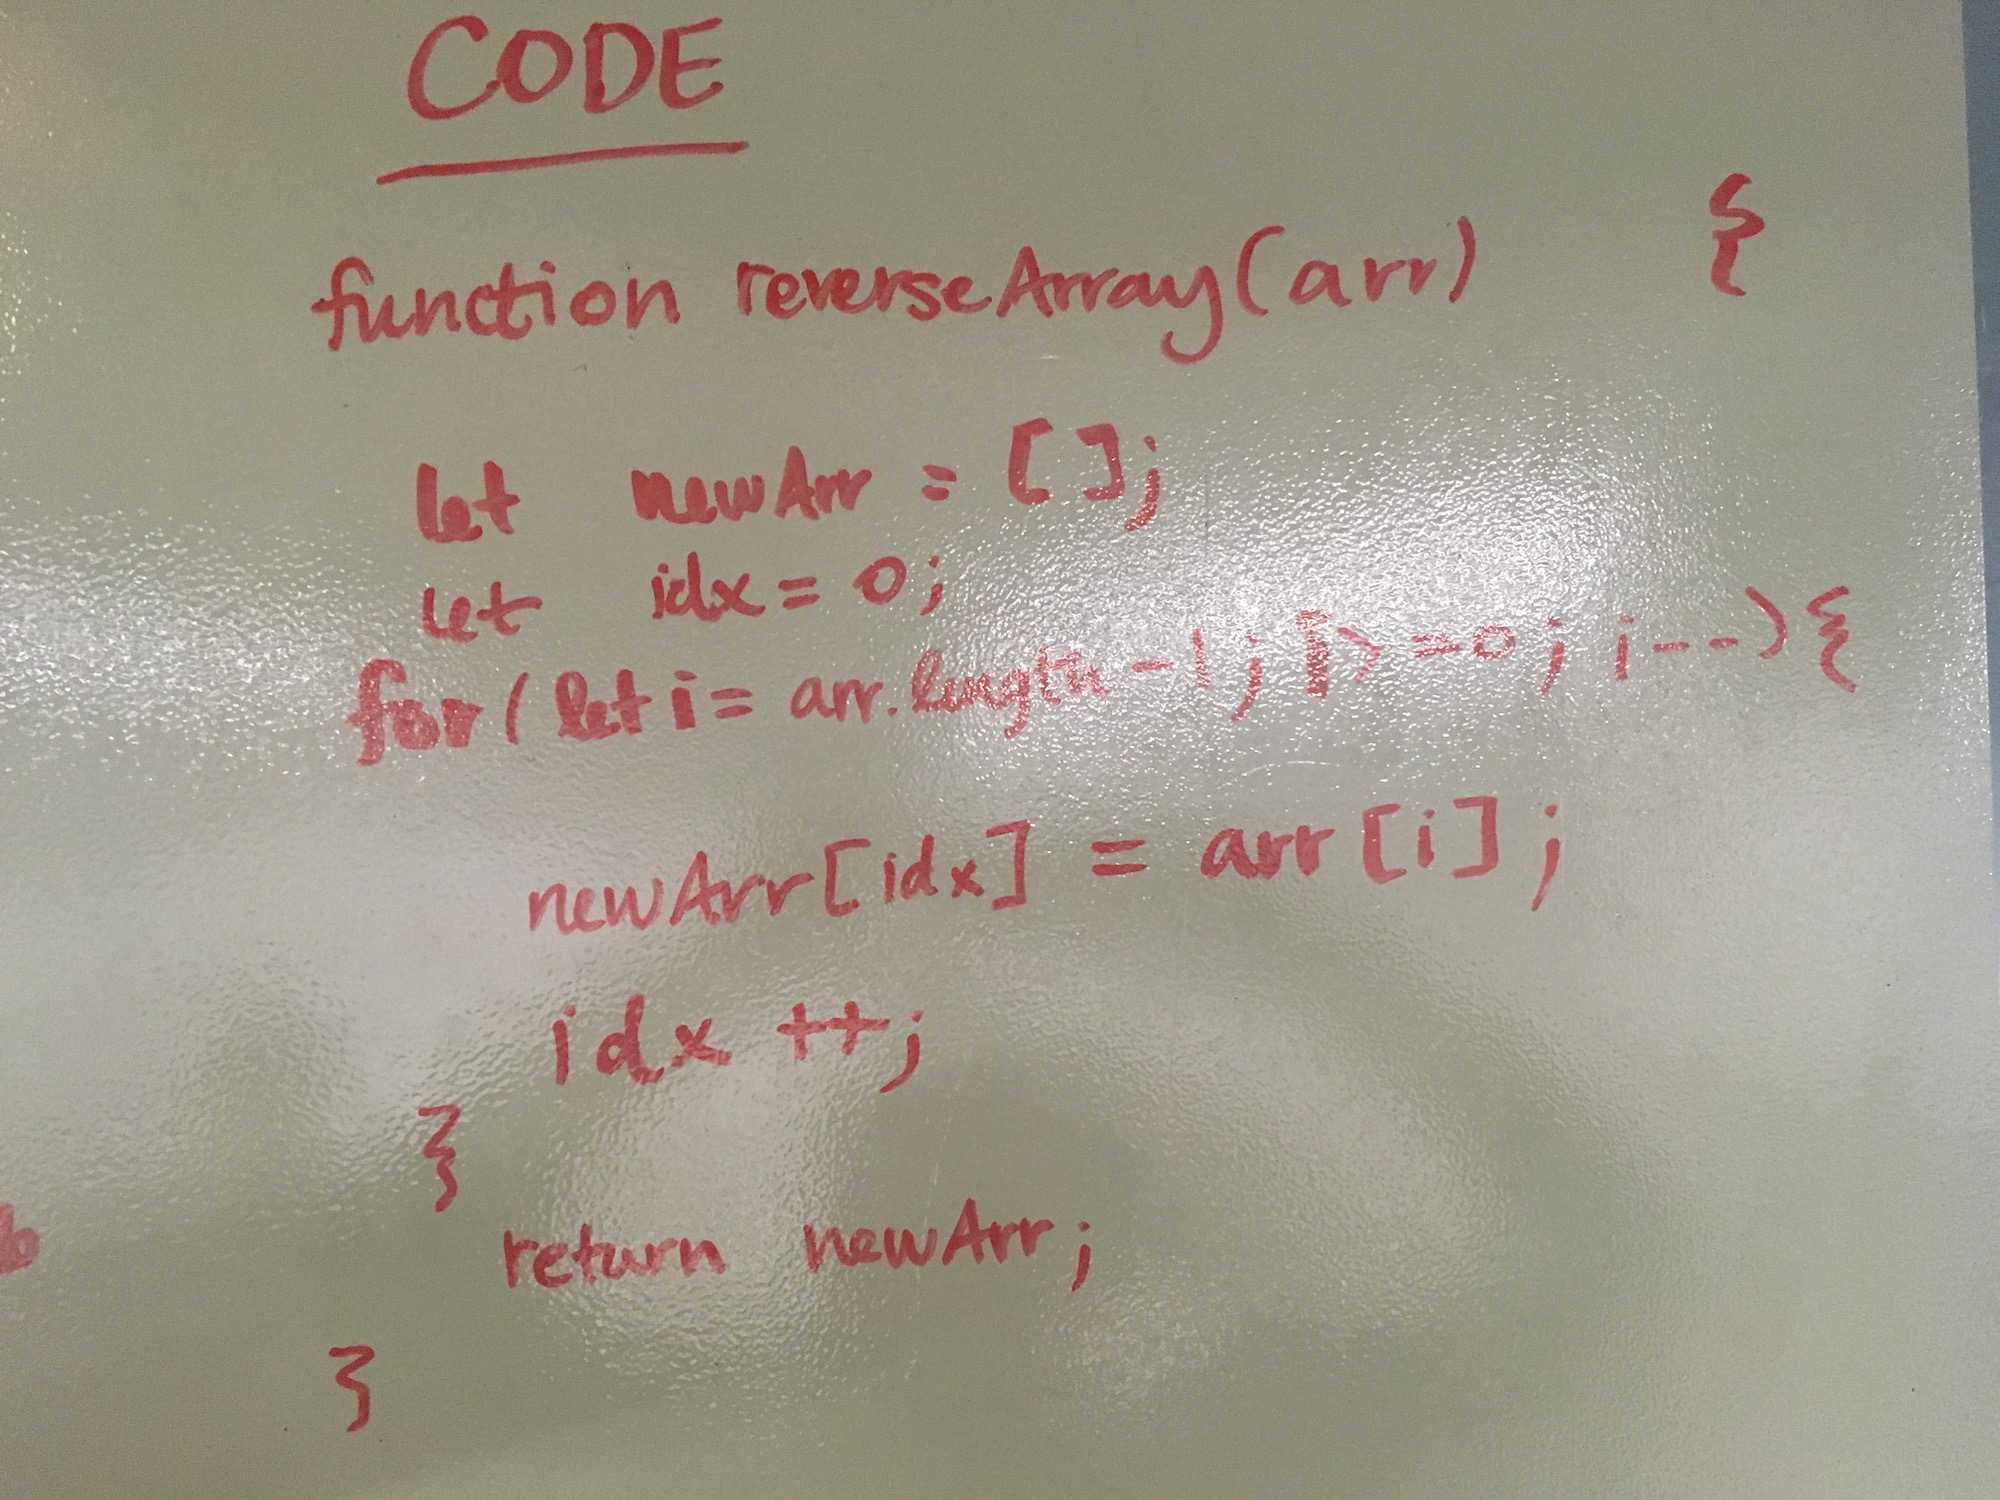 CODE
function reverseArray(arr) {
let newArr = [];
let idx = 0;
for(let i = arr.length-1; i>=0; i--){
newArr[idx] = arr[i];
idx ++;
}
return newArr;
}